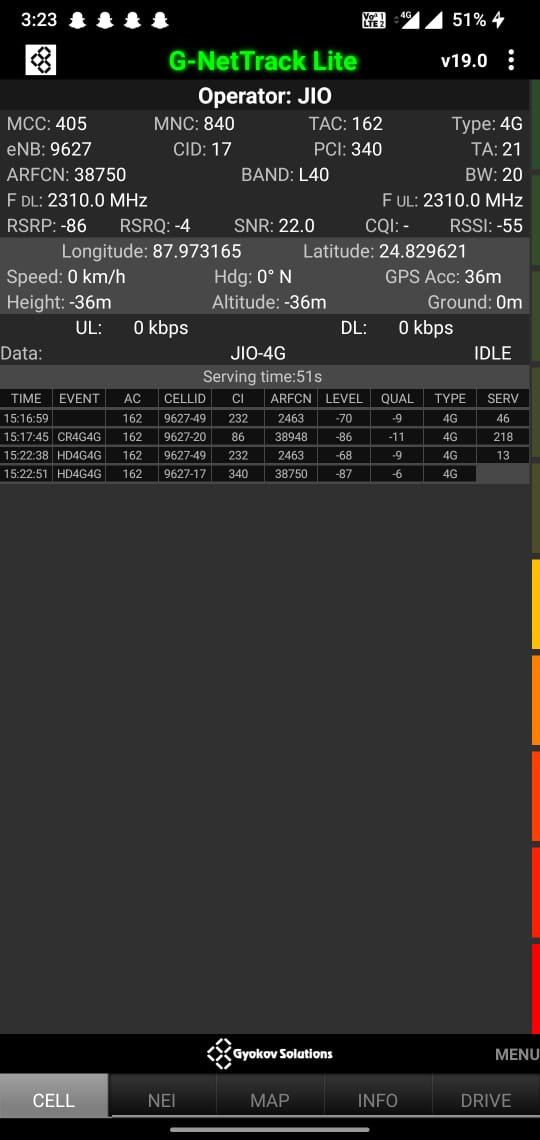 3:23 Vo)) 1 LTE 2 4G 51%
G-NetTrack Lite v19.0
Operator: JIO
MCC: 405 MNC: 840 TAC: 162 Type: 4G
eNB: 9627 CID: 17 PCI: 340 TA: 21
ARFCN: 38750 BAND: L40 BW: 20
F DL: 2310.0 MHz F UL: 2310.0 MHz
RSRP: -86 RSRQ: -4 SNR: 22.0 CQI: - RSSI: -55
Longitude: 87.973165 Latitude: 24.829621
Speed: 0 km/h Hdg: 0° N GPS Acc: 36m
Height: -36m Altitude: -36m Ground: 0m
UL: 0 kbps DL: 0 kbps
Data: JIO-4G IDLE
Serving time:51s
TIME EVENT AC CELLID CI ARFCN LEVEL QUAL TYPE SERV
15:16:59 162 9627-49 232 2463 -70 -9 4G 46
15:17:45 CR4G4G 162 9627-20 86 38948 -86 -11 4G 218
15:22:38 HD4G4G 162 9627-49 232 2463 -68 -9 4G 13
15:22:51 HD4G4G 162 9627-17 340 38750 -87 -6 4G
Gyokov Solutions MENU
CELL NEI MAP INFO DRIVE